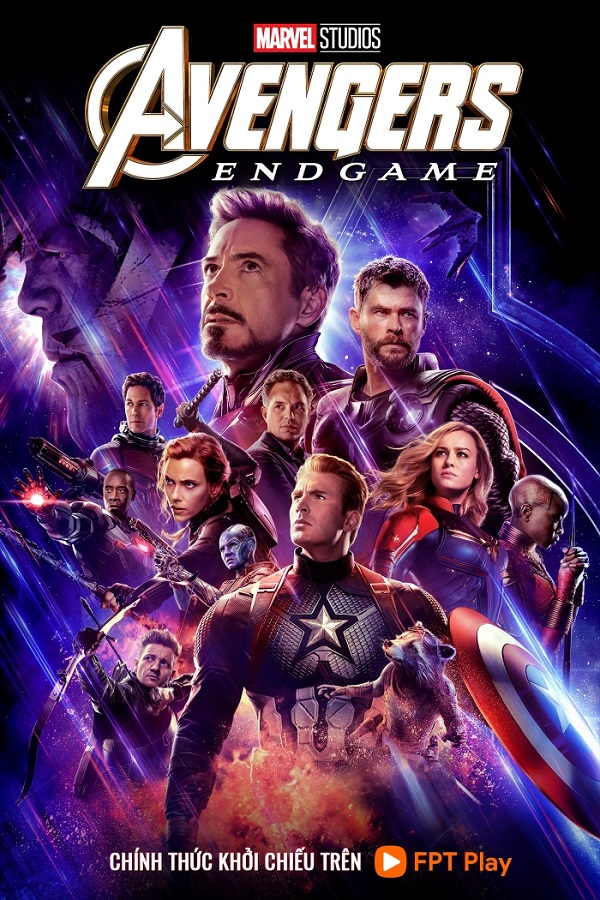 MARVEL STUDIOS
AVENGERS
ENDGAME
CHÍNH THỨC KHỞI CHIẾU TRÊN FPT Play